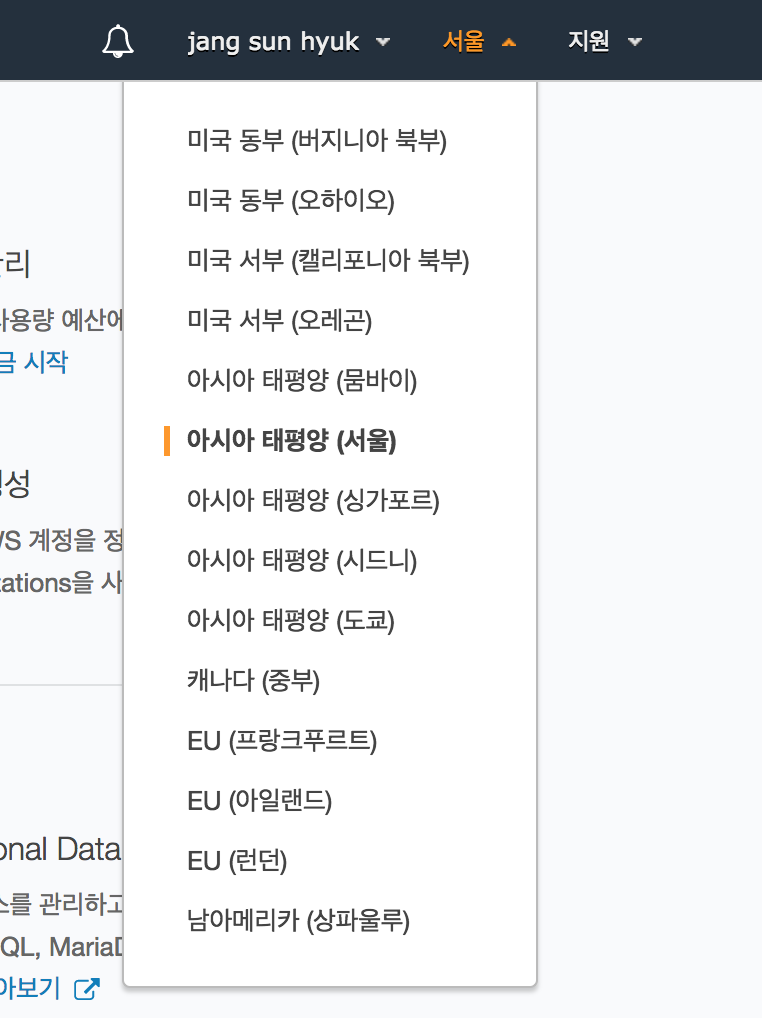 jang sun hyuk 서울 지원
미국 동부 (버지니아 북부)
미국 동부 (오하이오)
미국 서부 (캘리포니아 북부)
미국 서부 (오레곤)
아시아 태평양 (뭄바이)
아시아 태평양 (서울)
아시아 태평양 (싱가포르)
아시아 태평양 (시드니)
아시아 태평양 (도쿄)
캐나다 (중부)
EU (프랑크푸르트)
EU (아일랜드)
EU (런던)
남아메리카 (상파울루)
리
용량 예산에
금 시작
성
WS 계정을 정
zations을 사
onal Data
스를 관리하고
QL, MariaD
아보기